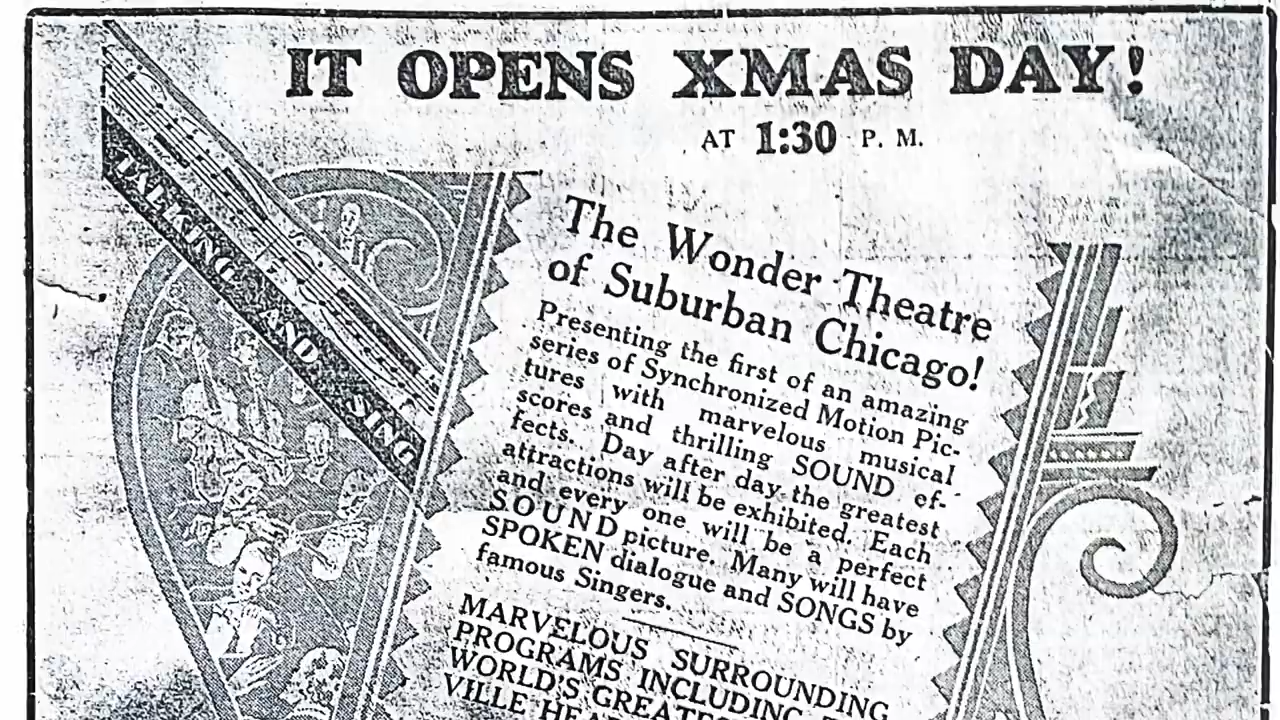 IT OPENS XMAS DAY!
AT 1:30 P. M.
TALKING AND SING
The Wonder Theatre
of Suburban Chicago!
Presenting the first of an amazing
series of Synchronized Motion Pic-
tures with marvelous musical
scores and thrilling SOUND ef-
fects. Day after day the greatest
attractions will be exhibited. Each
and every one will be a perfect
SOUND picture. Many will have
SPOKEN dialogue and SONGS by
famous Singers.
MARVELOUS SURROUNDING
PROGRAMS INCLUDING
WORLD'S GREATES
VILLE HEA